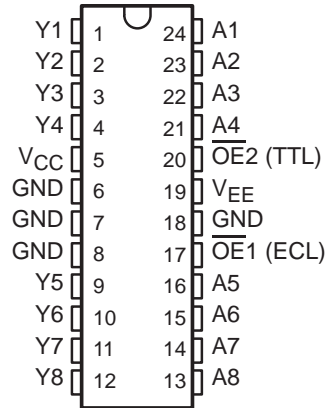 Y1 1 24 A1
Y2 2 23 A2
Y3 3 22 A3
Y4 4 21 A4
VCC 5 20 O̅E̅2 (TTL)
GND 6 19 VEE
GND 7 18 GND
GND 8 17 O̅E̅1 (ECL)
Y5 9 16 A5
Y6 10 15 A6
Y7 11 14 A7
Y8 12 13 A8